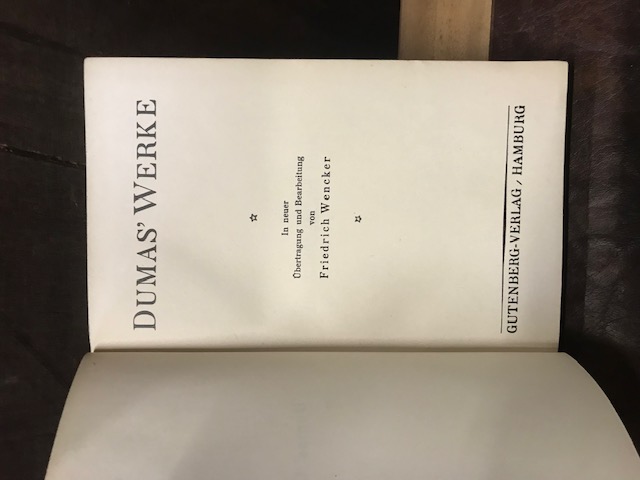 DUMAS' WERKE
In neuer
Übertragung und Bearbeitung
von
Friedrich Wencker
GUTENBERG-VERLAG / HAMBURG